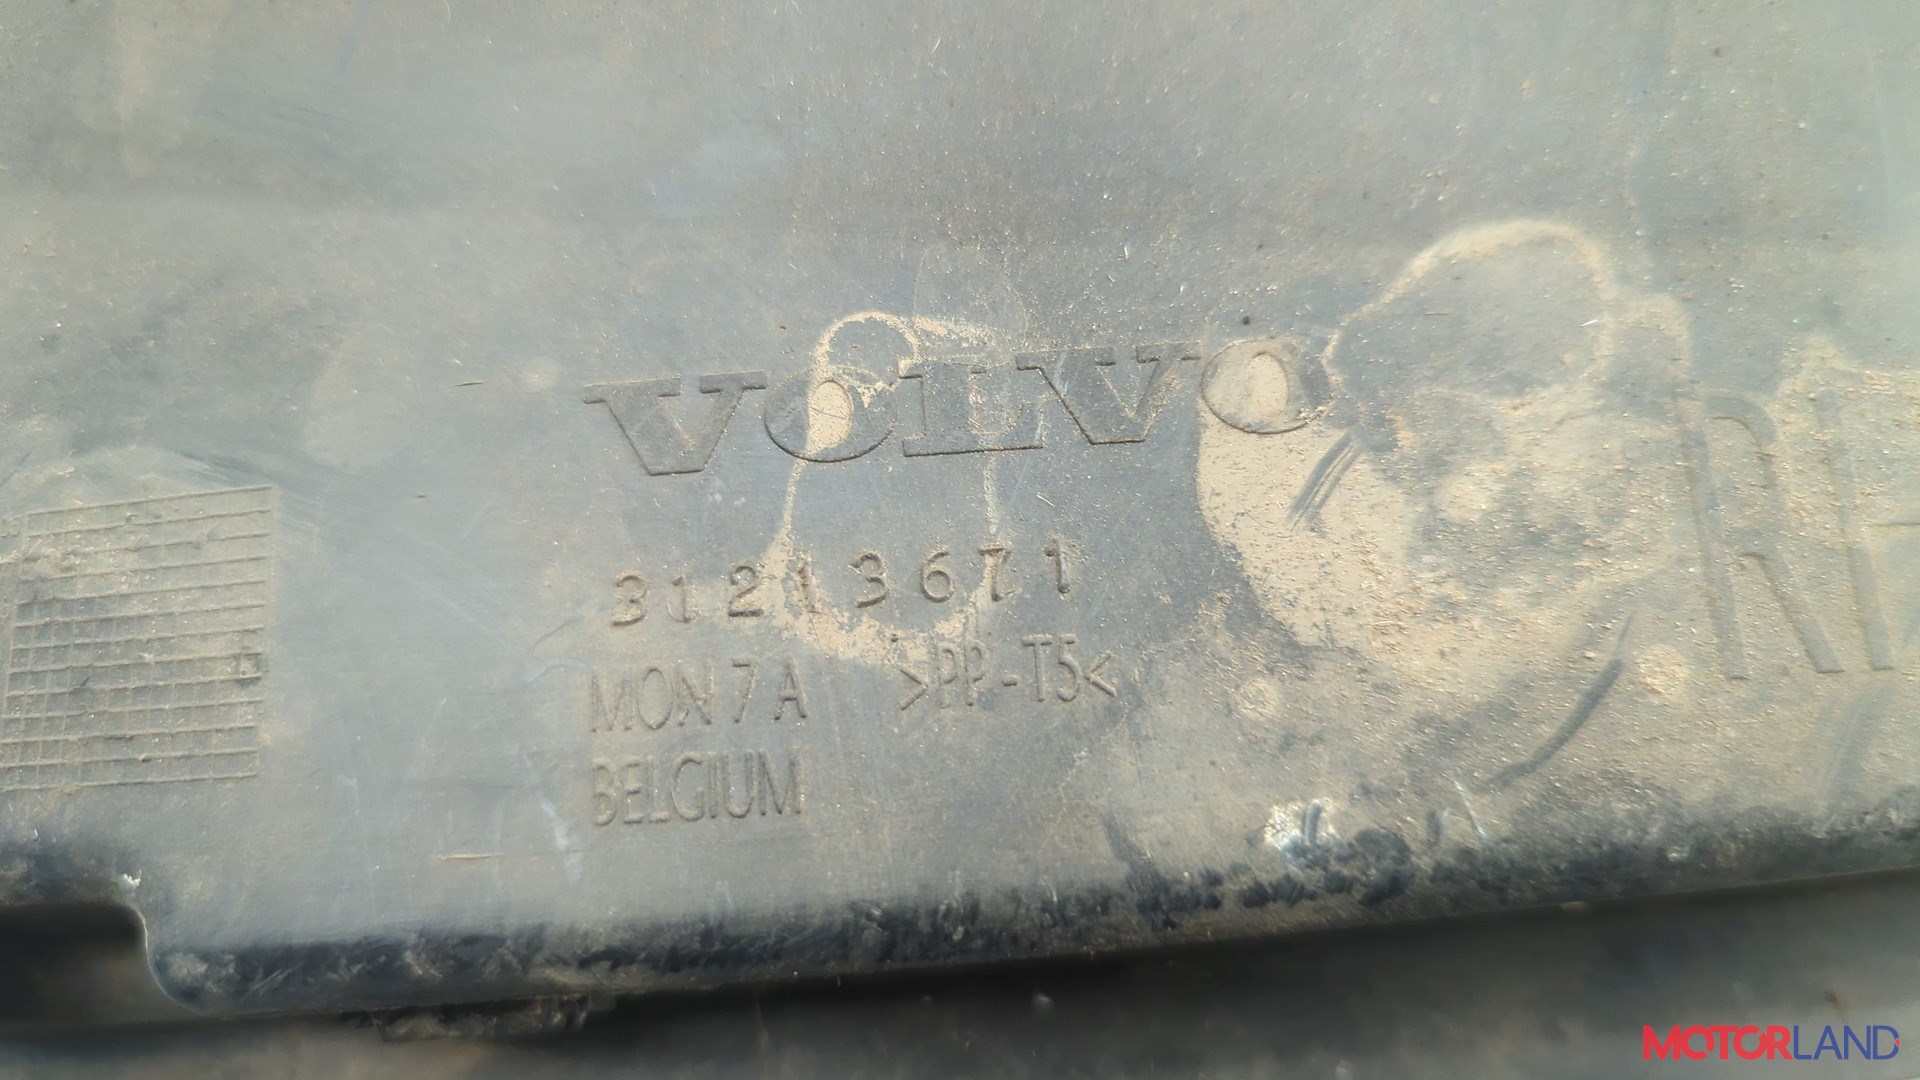 VOLVO
31213671
MON 7 A >PP-T5<
BELGIUM
MOTORLAND